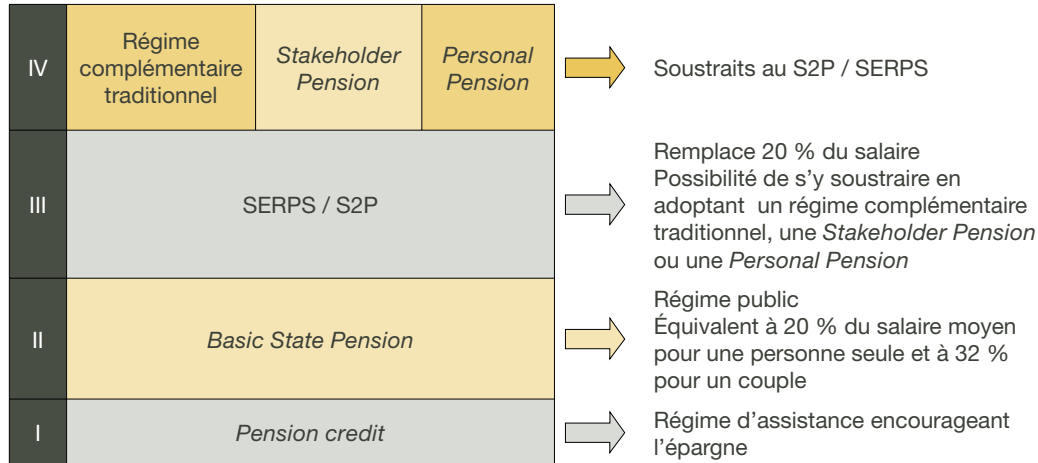 IV
Régime
complémentaire
traditionnel
Stakeholder
Pension
Personal
Pension
Soustraits au S2P / SERPS
III
SERPS / S2P
Remplace 20 % du salaire
Possibilité de s’y soustraire en
adoptant un régime complémentaire
traditionnel, une Stakeholder Pension
ou une Personal Pension
II
Basic State Pension
Régime public
Équivalent à 20 % du salaire moyen
pour une personne seule et à 32 %
pour un couple
I
Pension credit
Régime d’assistance encourageant
l’épargne